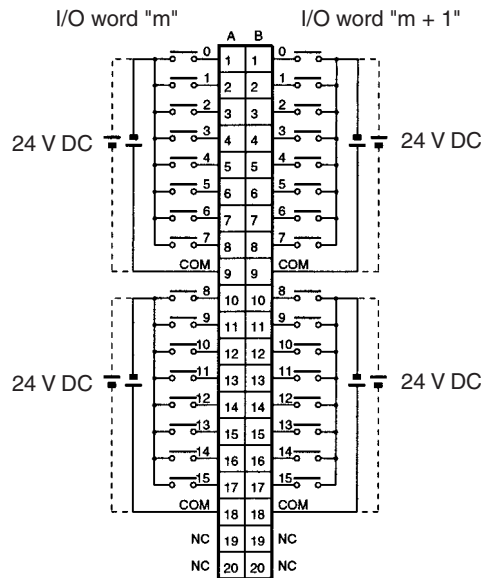 I/O word "m" I/O word "m + 1"
A B
0 1 1 0
1 2 2 1
2 3 3 2
24 V DC 3 4 4 3 24 V DC
4 5 5 4
5 6 6 5
6 7 7 6
7 8 8 7
COM 9 9 COM
8 10 10 8
9 11 11 9
10 12 12 10
24 V DC 11 13 13 11 24 V DC
12 14 14 12
13 15 15 13
14 16 16 14
15 17 17 15
COM 18 18 COM
NC 19 19 NC
NC 20 20 NC